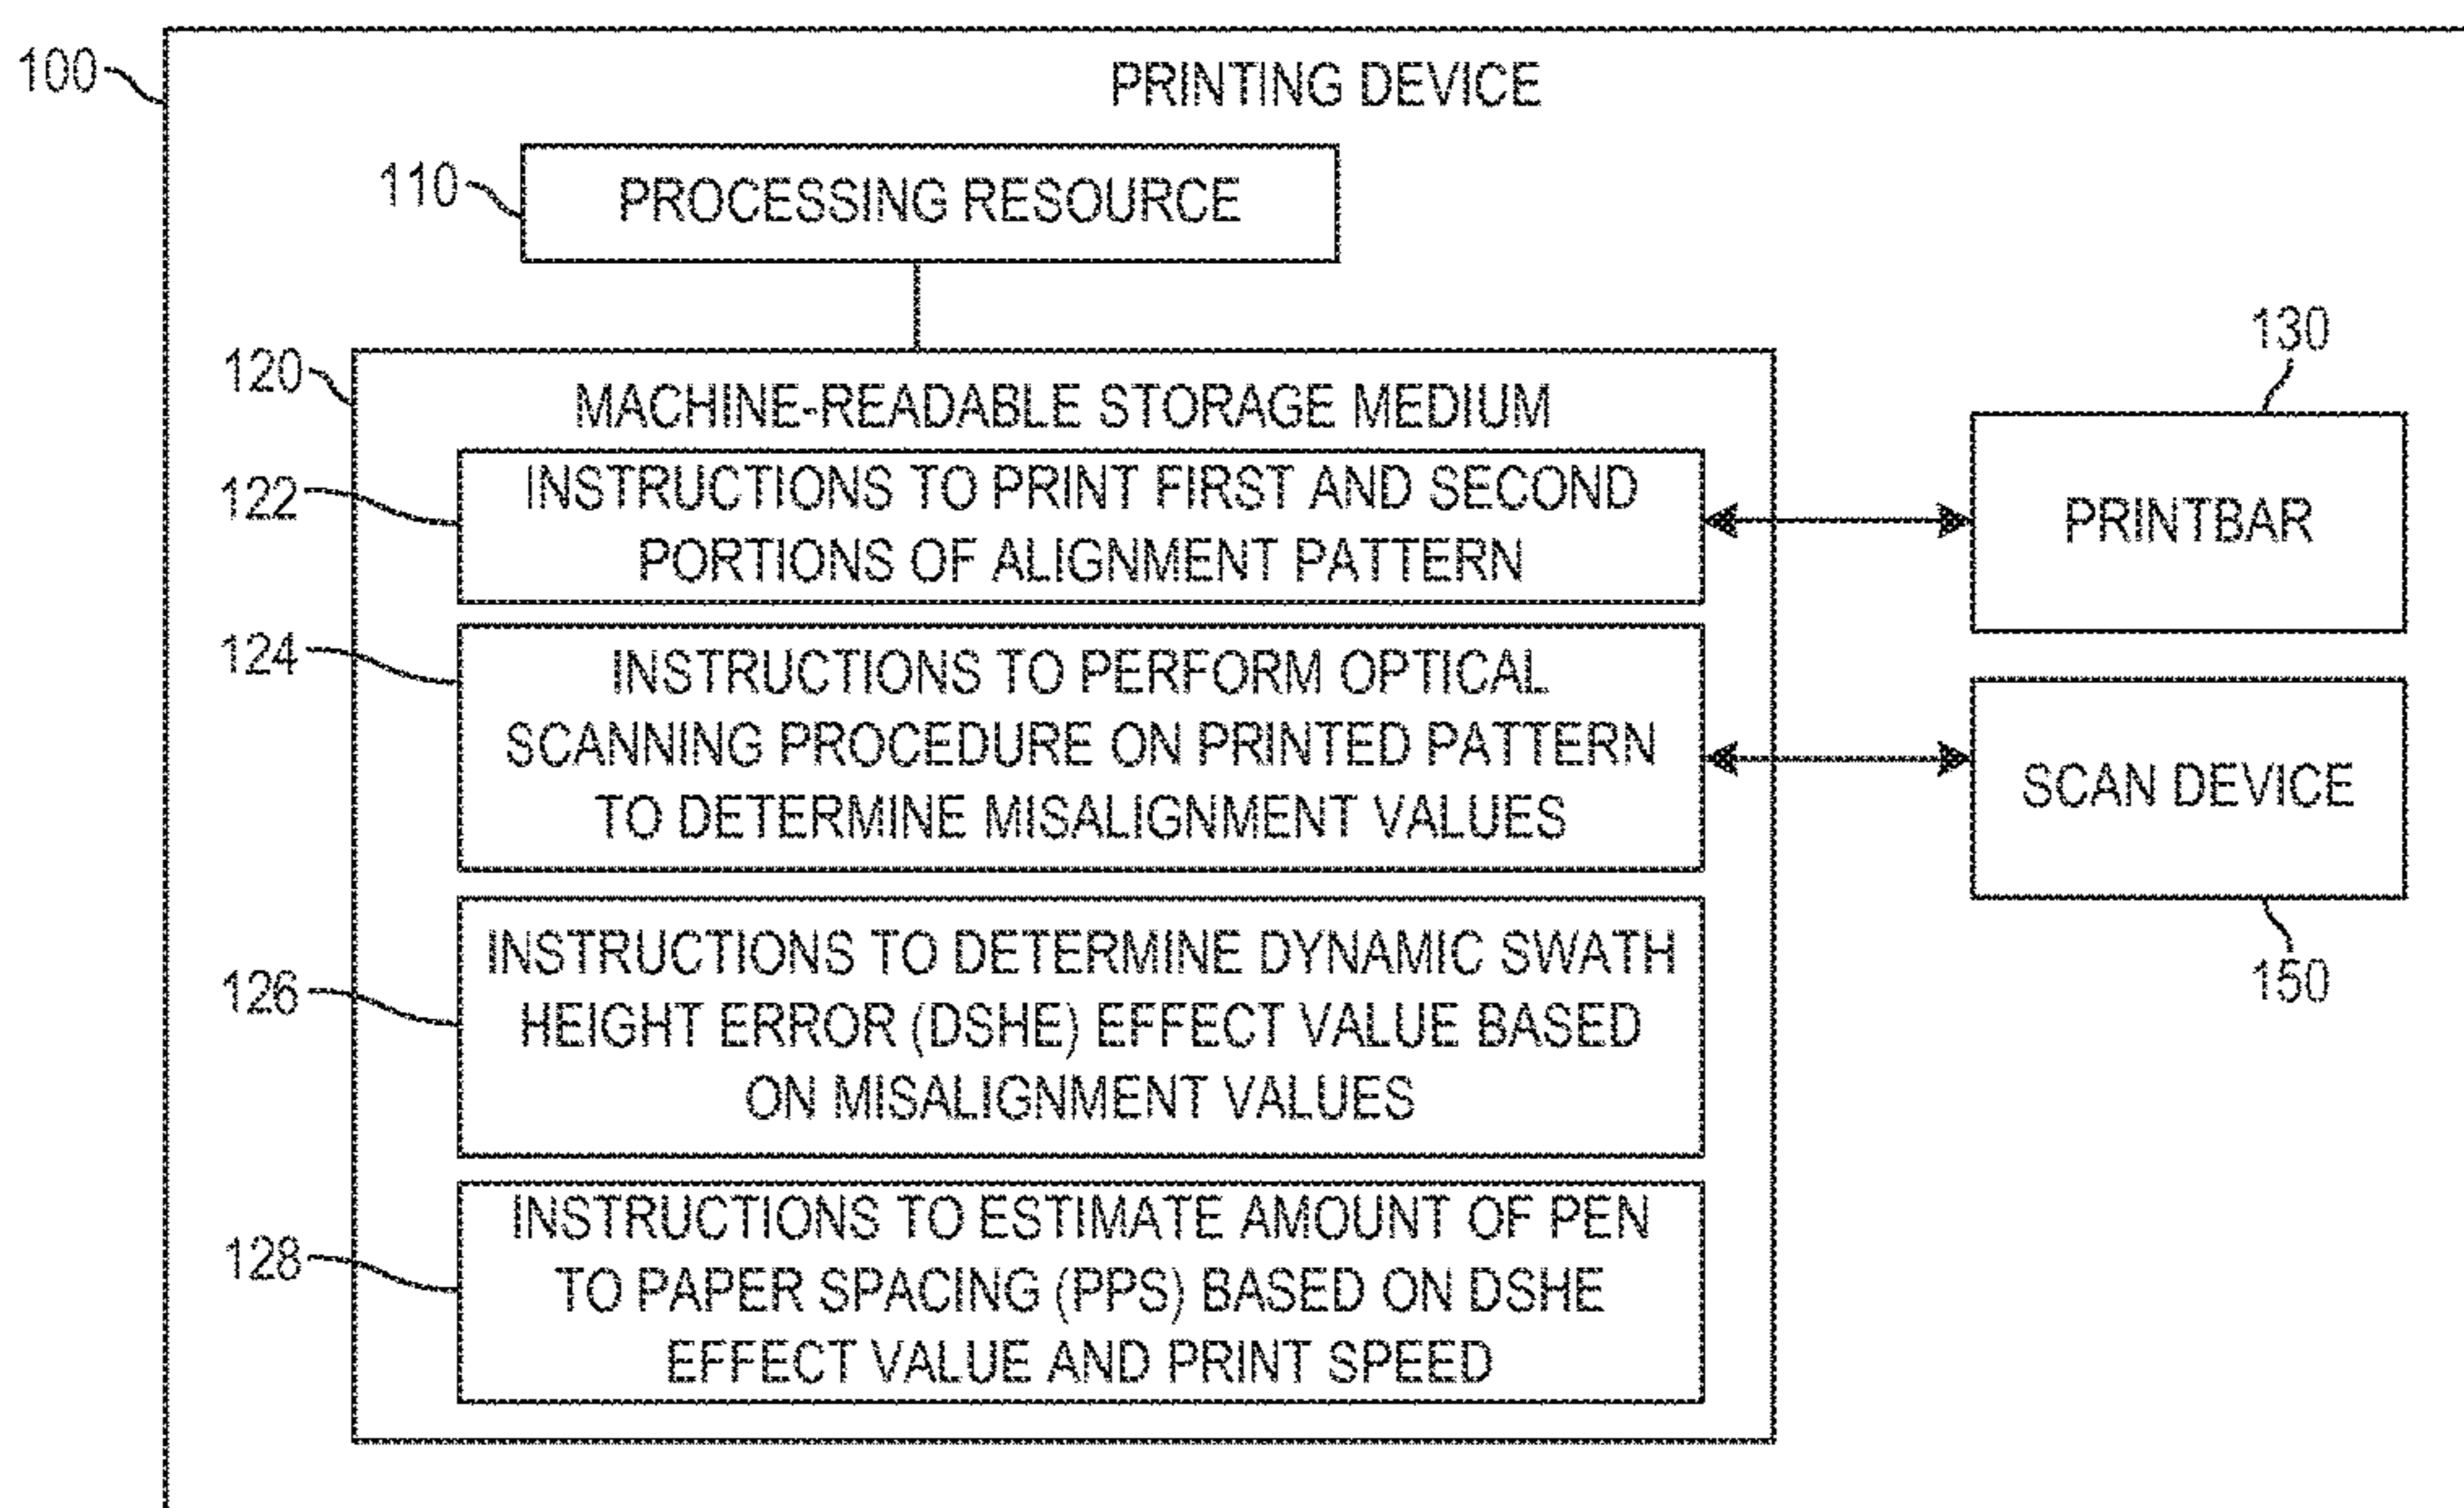 100
PRINTING DEVICE
110
PROCESSING RESOURCE
120
MACHINE-READABLE STORAGE MEDIUM
130
122
INSTRUCTIONS TO PRINT FIRST AND SECOND
PORTIONS OF ALIGNMENT PATTERN
PRINTBAR
124
INSTRUCTIONS TO PERFORM OPTICAL
SCANNING PROCEDURE ON PRINTED PATTERN
TO DETERMINE MISALIGNMENT VALUES
SCAN DEVICE
150
126
INSTRUCTIONS TO DETERMINE DYNAMIC SWATH
HEIGHT ERROR (DSHE) EFFECT VALUE BASED
ON MISALIGNMENT VALUES
128
INSTRUCTIONS TO ESTIMATE AMOUNT OF PEN
TO PAPER SPACING (PPS) BASED ON DSHE
EFFECT VALUE AND PRINT SPEED